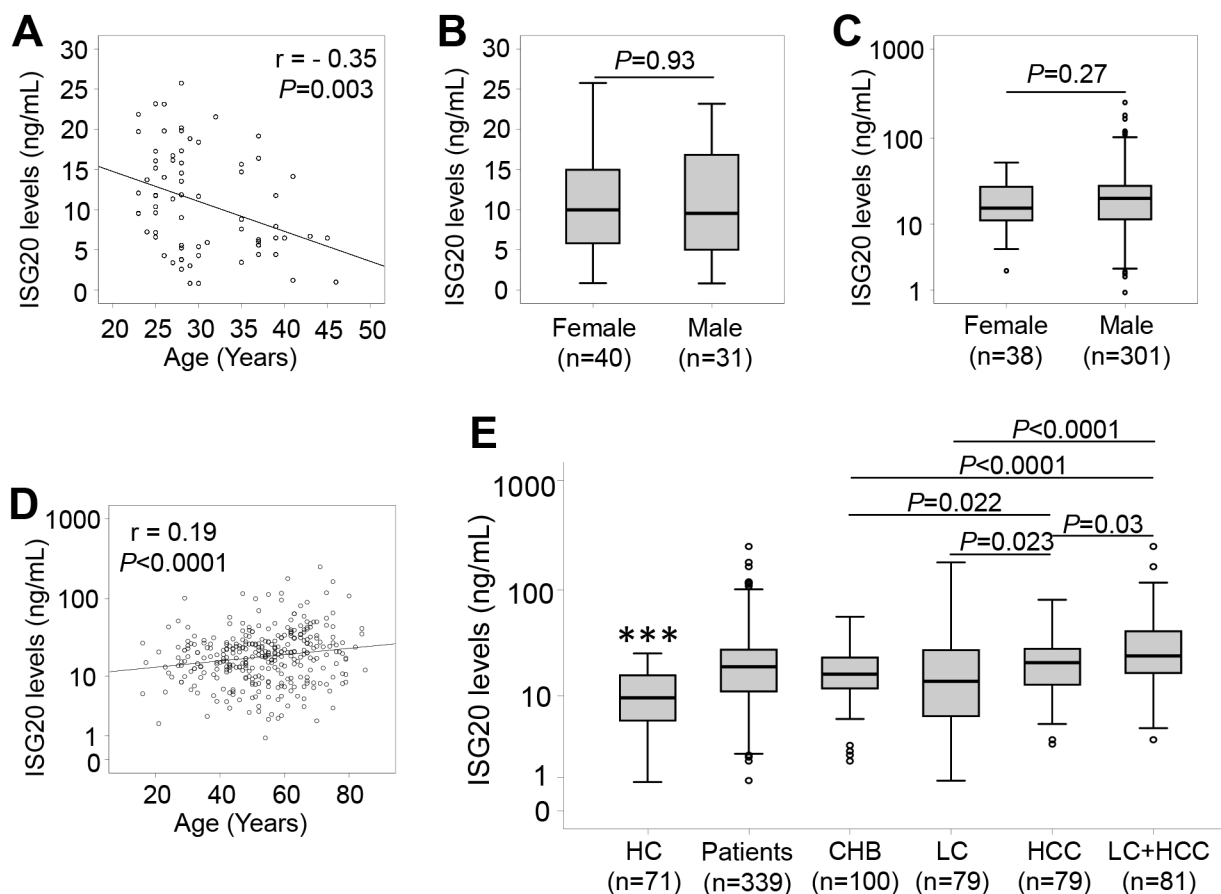 A
ISG20 levels (ng/mL)
30
25
20
15
10
5
0
r = - 0.35
P=0.003
20 25 30 35 40 45 50
Age (Years)
B
ISG20 levels (ng/mL)
30
25
20
15
10
5
0
P=0.93
Female Male
(n=40) (n=31)
C
ISG20 levels (ng/mL)
1000
100
10
1
P=0.27
Female Male
(n=38) (n=301)
D
ISG20 levels (ng/mL)
1000
100
10
1
0
r = 0.19
P<0.0001
20 40 60 80
Age (Years)
E
ISG20 levels (ng/mL)
1000
100
10
1
0
P<0.0001
P<0.0001
P=0.022
P=0.03
P=0.023
***
HC Patients CHB LC HCC LC+HCC
(n=71) (n=339) (n=100) (n=79) (n=79) (n=81)